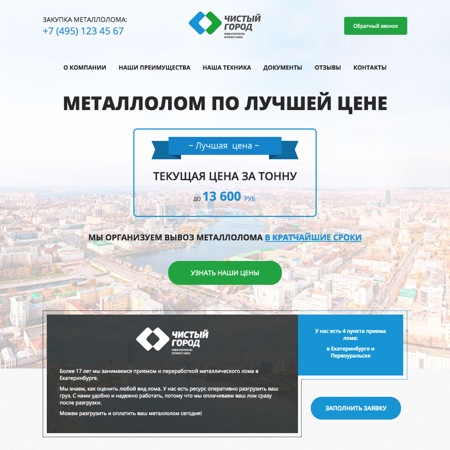 ЗАКУПКА МЕТАЛЛОЛОМА:
+7 (495) 123 45 67
ЧИСТЫЙ
ГОРОД
Обратный звонок
О КОМПАНИИ НАШИ ПРЕИМУЩЕСТВА НАША ТЕХНИКА ДОКУМЕНТЫ ОТЗЫВЫ КОНТАКТЫ
МЕТАЛЛОЛОМ ПО ЛУЧШЕЙ ЦЕНЕ
~ Лучшая цена ~
ТЕКУЩАЯ ЦЕНА ЗА ТОННУ
ДО 13 600 РУБ.
МЫ ОРГАНИЗУЕМ ВЫВОЗ МЕТАЛЛОЛОМА В КРАТЧАЙШИЕ СРОКИ
УЗНАТЬ НАШИ ЦЕНЫ
ЧИСТЫЙ
ГОРОД
Более 17 лет мы занимаемся приемом и переработкой металлического лома в
Екатеринбурге.
Мы знаем, как оценить любой вид лома. У нас есть ресурс оперативно разгрузить ваш
груз. С нами удобно и надежно работать, потому что мы оплачиваем ваш лом сразу
после разгрузки.
Можем разгрузить и оплатить ваш металлолом сегодня!
У нас есть 4 пункта приема
лома:
в Екатеринбурге и
Первоуральске
ЗАПОЛНИТЬ ЗАЯВКУ